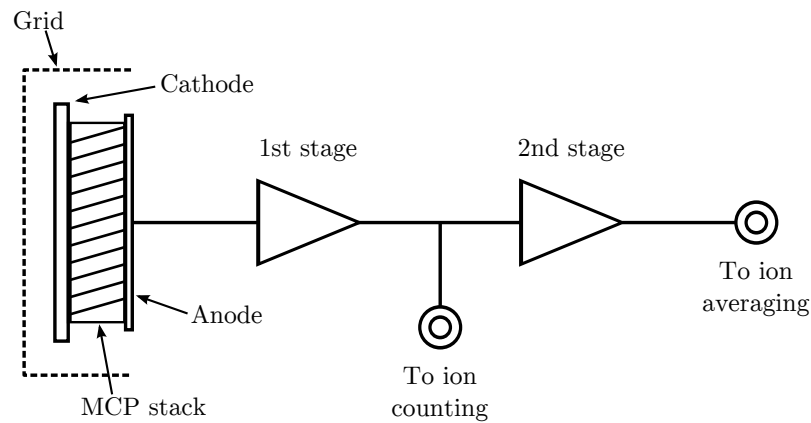 Grid
Cathode
1st stage
2nd stage
To ion
averaging
Anode
To ion
counting
MCP stack